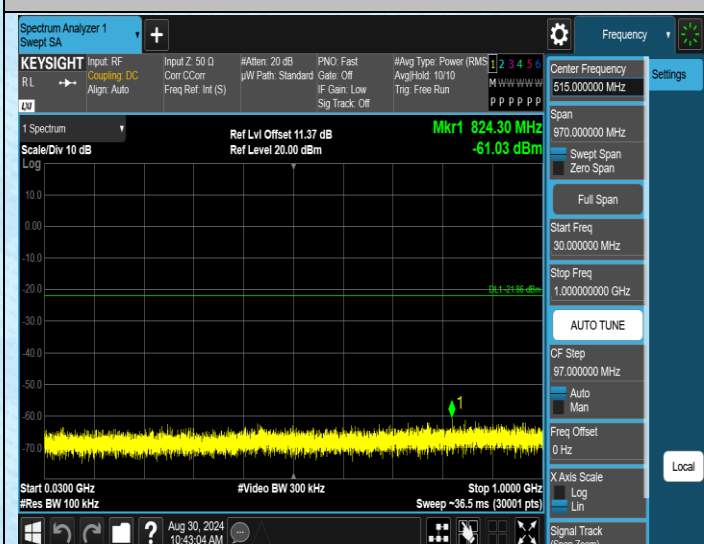 Spectrum Analyzer 1
Swept SA
Frequency
KEYSIGHT
RL
LXI
Input: RF
Coupling: DC
Align: Auto
Input Z: 50 Ω
Corr CCorr
Freq Ref: Int (S)
#Atten: 20 dB
µW Path: Standard
PNO: Fast
Gate: Off
IF Gain: Low
Sig Track: Off
#Avg Type: Power (RMS
Avg|Hold: 10/10
Trig: Free Run
1 2 3 4 5 6
M W W W W W
P P P P P P
1 Spectrum
Scale/Div 10 dB
Log
Ref Lvl Offset 11.37 dB
Ref Level 20.00 dBm
Mkr1 824.30 MHz
-61.03 dBm
10.0
0.00
-10.0
-20.0
DL1 -21.86 dBm
-30.0
-40.0
-50.0
-60.0
1
-70.0
Start 0.0300 GHz
#Res BW 100 kHz
#Video BW 300 kHz
Stop 1.0000 GHz
Sweep ~36.5 ms (30001 pts)
Aug 30, 2024
10:43:04 AM
Center Frequency
515.000000 MHz
Span
970.000000 MHz
Swept Span
Zero Span
Full Span
Start Freq
30.000000 MHz
Stop Freq
1.000000000 GHz
AUTO TUNE
CF Step
97.000000 MHz
Auto
Man
Freq Offset
0 Hz
X Axis Scale
Log
Lin
Signal Track
(Span Zoom)
Settings
Local